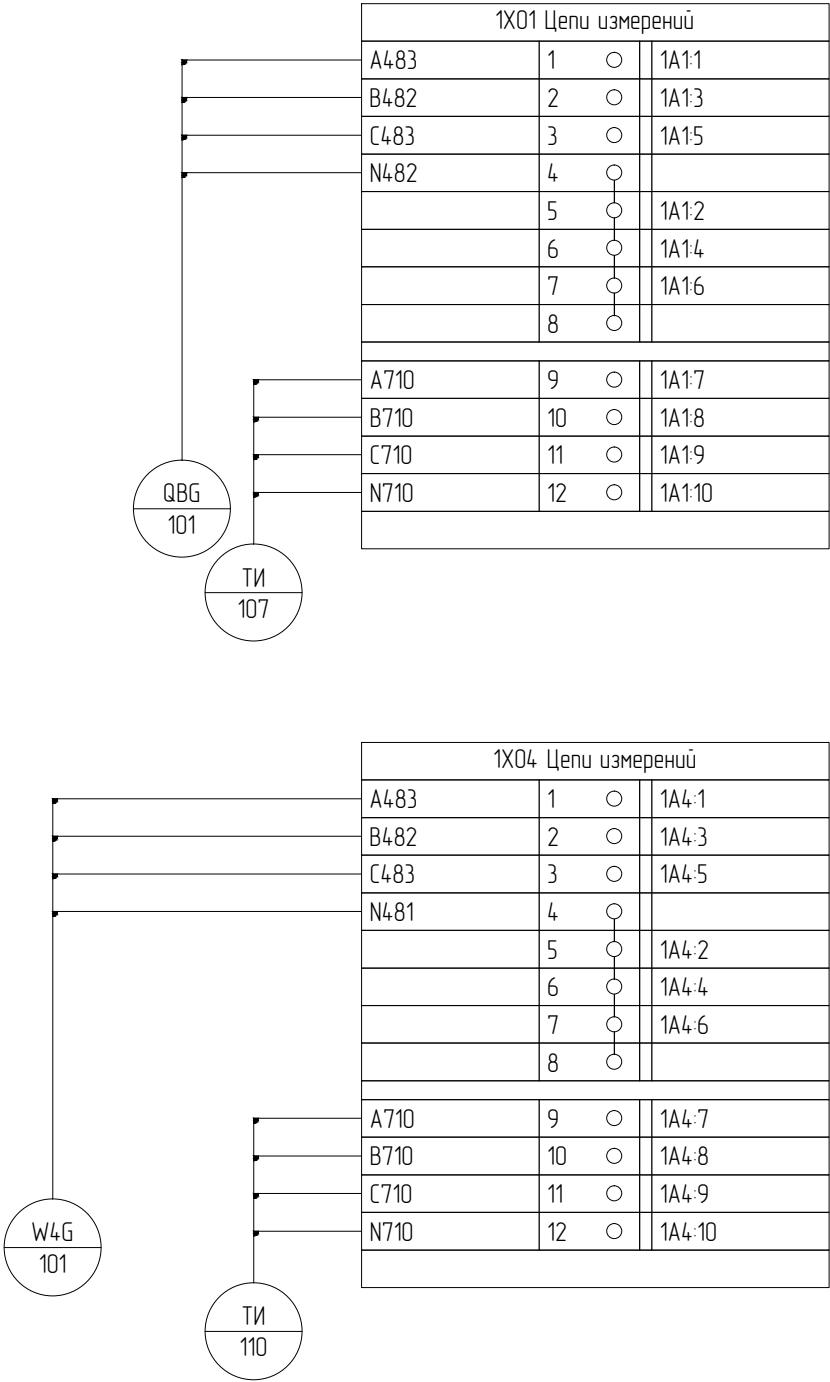 1X01 Цепи измерений
A483 1 1A1:1
B482 2 1A1:3
C483 3 1A1:5
N482 4
5 1A1:2
6 1A1:4
7 1A1:6
8
A710 9 1A1:7
B710 10 1A1:8
C710 11 1A1:9
N710 12 1A1:10
QBG
101
ТИ
107
1X04 Цепи измерений
A483 1 1A4:1
B482 2 1A4:3
C483 3 1A4:5
N481 4
5 1A4:2
6 1A4:4
7 1A4:6
8
A710 9 1A4:7
B710 10 1A4:8
C710 11 1A4:9
N710 12 1A4:10
W4G
101
ТИ
110